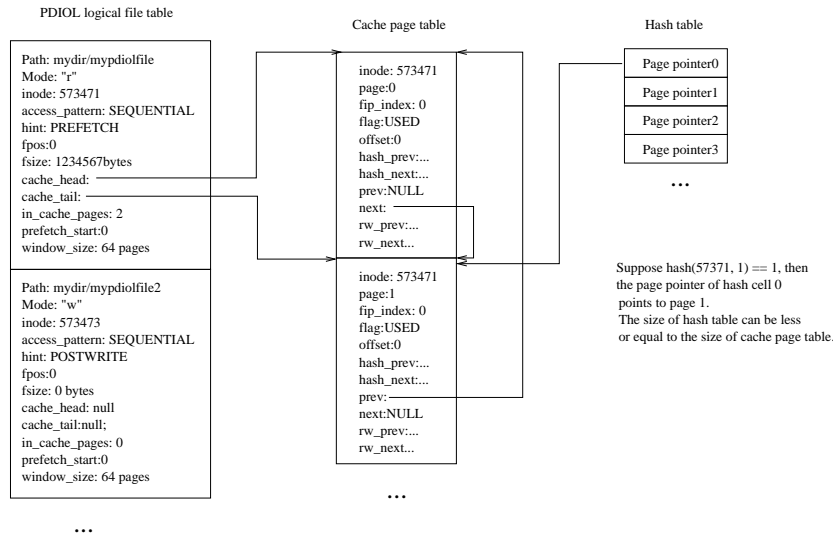 PDIOL logical file table
Path: mydir/mypdiolfile
Mode: "r"
inode: 573471
access_pattern: SEQUENTIAL
hint: PREFETCH
fpos:0
fsize: 1234567bytes
cache_head:
cache_tail:
in_cache_pages: 2
prefetch_start:0
window_size: 64 pages
Path: mydir/mypdiolfile2
Mode: "w"
inode: 573473
access_pattern: SEQUENTIAL
hint: POSTWRITE
fpos:0
fsize: 0 bytes
cache_head: null
cache_tail:null;
in_cache_pages: 0
prefetch_start:0
window_size: 64 pages
...
Cache page table
inode: 573471
page:0
fip_index: 0
flag:USED
offset:0
hash_prev:...
hash_next:...
prev:NULL
next:
rw_prev:...
rw_next...
inode: 573471
page:1
fip_index: 0
flag:USED
offset:0
hash_prev:...
hash_next:...
prev:
next:NULL
rw_prev:...
rw_next...
...
Hash table
Page pointer0
Page pointer1
Page pointer2
Page pointer3
...
Suppose hash(57371, 1) == 1, then
the page pointer of hash cell 0
points to page 1.
The size of hash table can be less
or equal to the size of cache page table.